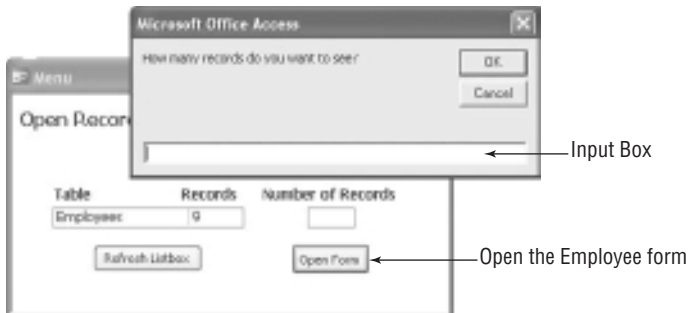 Microsoft Office Access
How many records do you want to see?
OK
Cancel
Menu
Open Recor
Input Box
Table Records Number of Records
Employees 9
Refresh Listbox Open Form
Open the Employee form